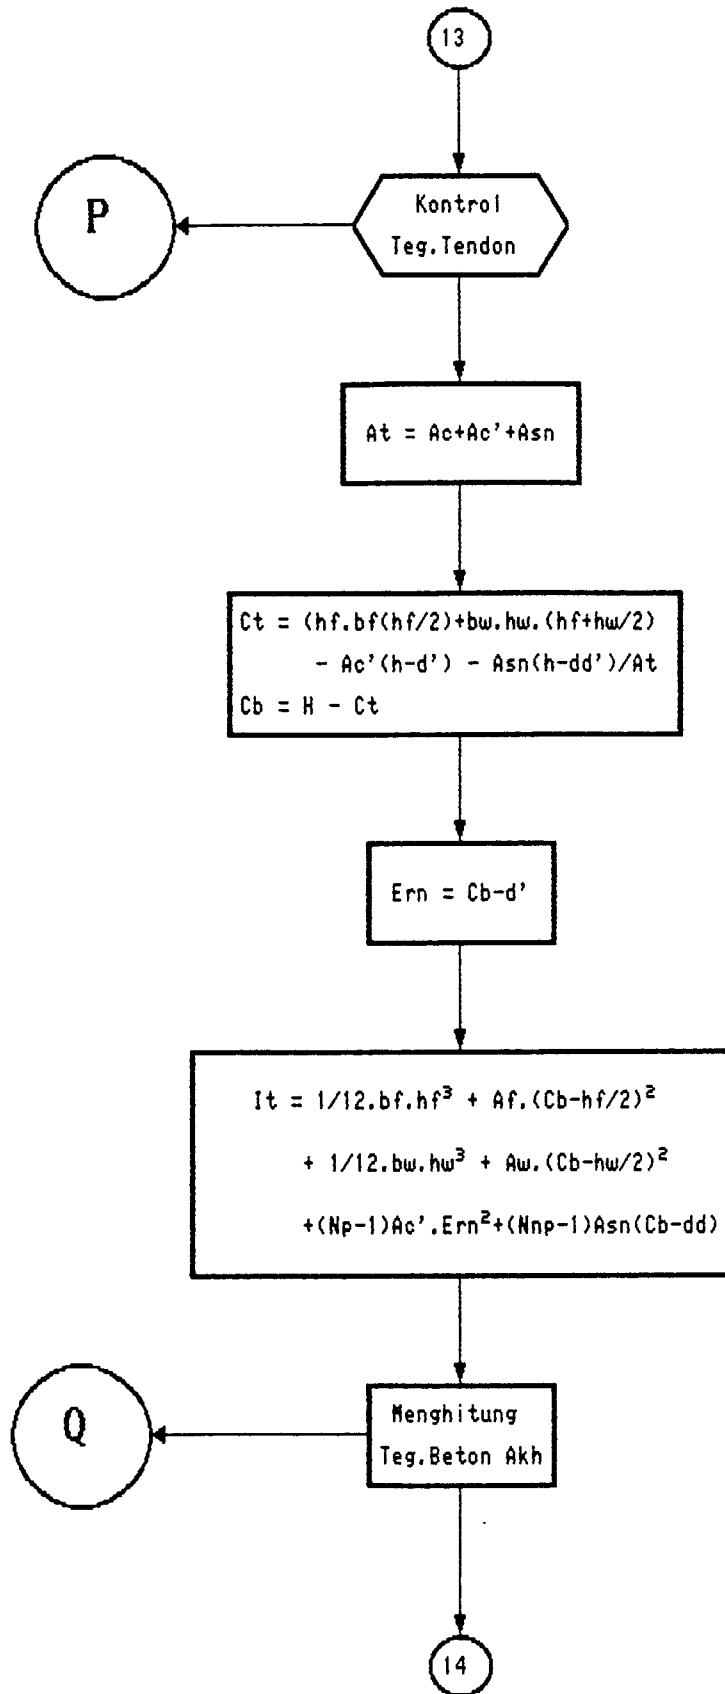 13
P
Kontrol
Teg.Tendon
At = Ac+Ac'+Asn
Ct = (hf.bf(hf/2)+bw.hw.(hf+hw/2)
- Ac'(h-d') - Asn(h-dd')/At
Cb = H - Ct
Ern = Cb-d'
It = 1/12.bf.hf³ + Af.(Cb-hf/2)²
+ 1/12.bw.hw³ + Aw.(Cb-hw/2)²
+(Np-1)Ac'.Ern²+(Nnp-1)Asn(Cb-dd)
Q
Menghitung
Teg.Beton Akh
14